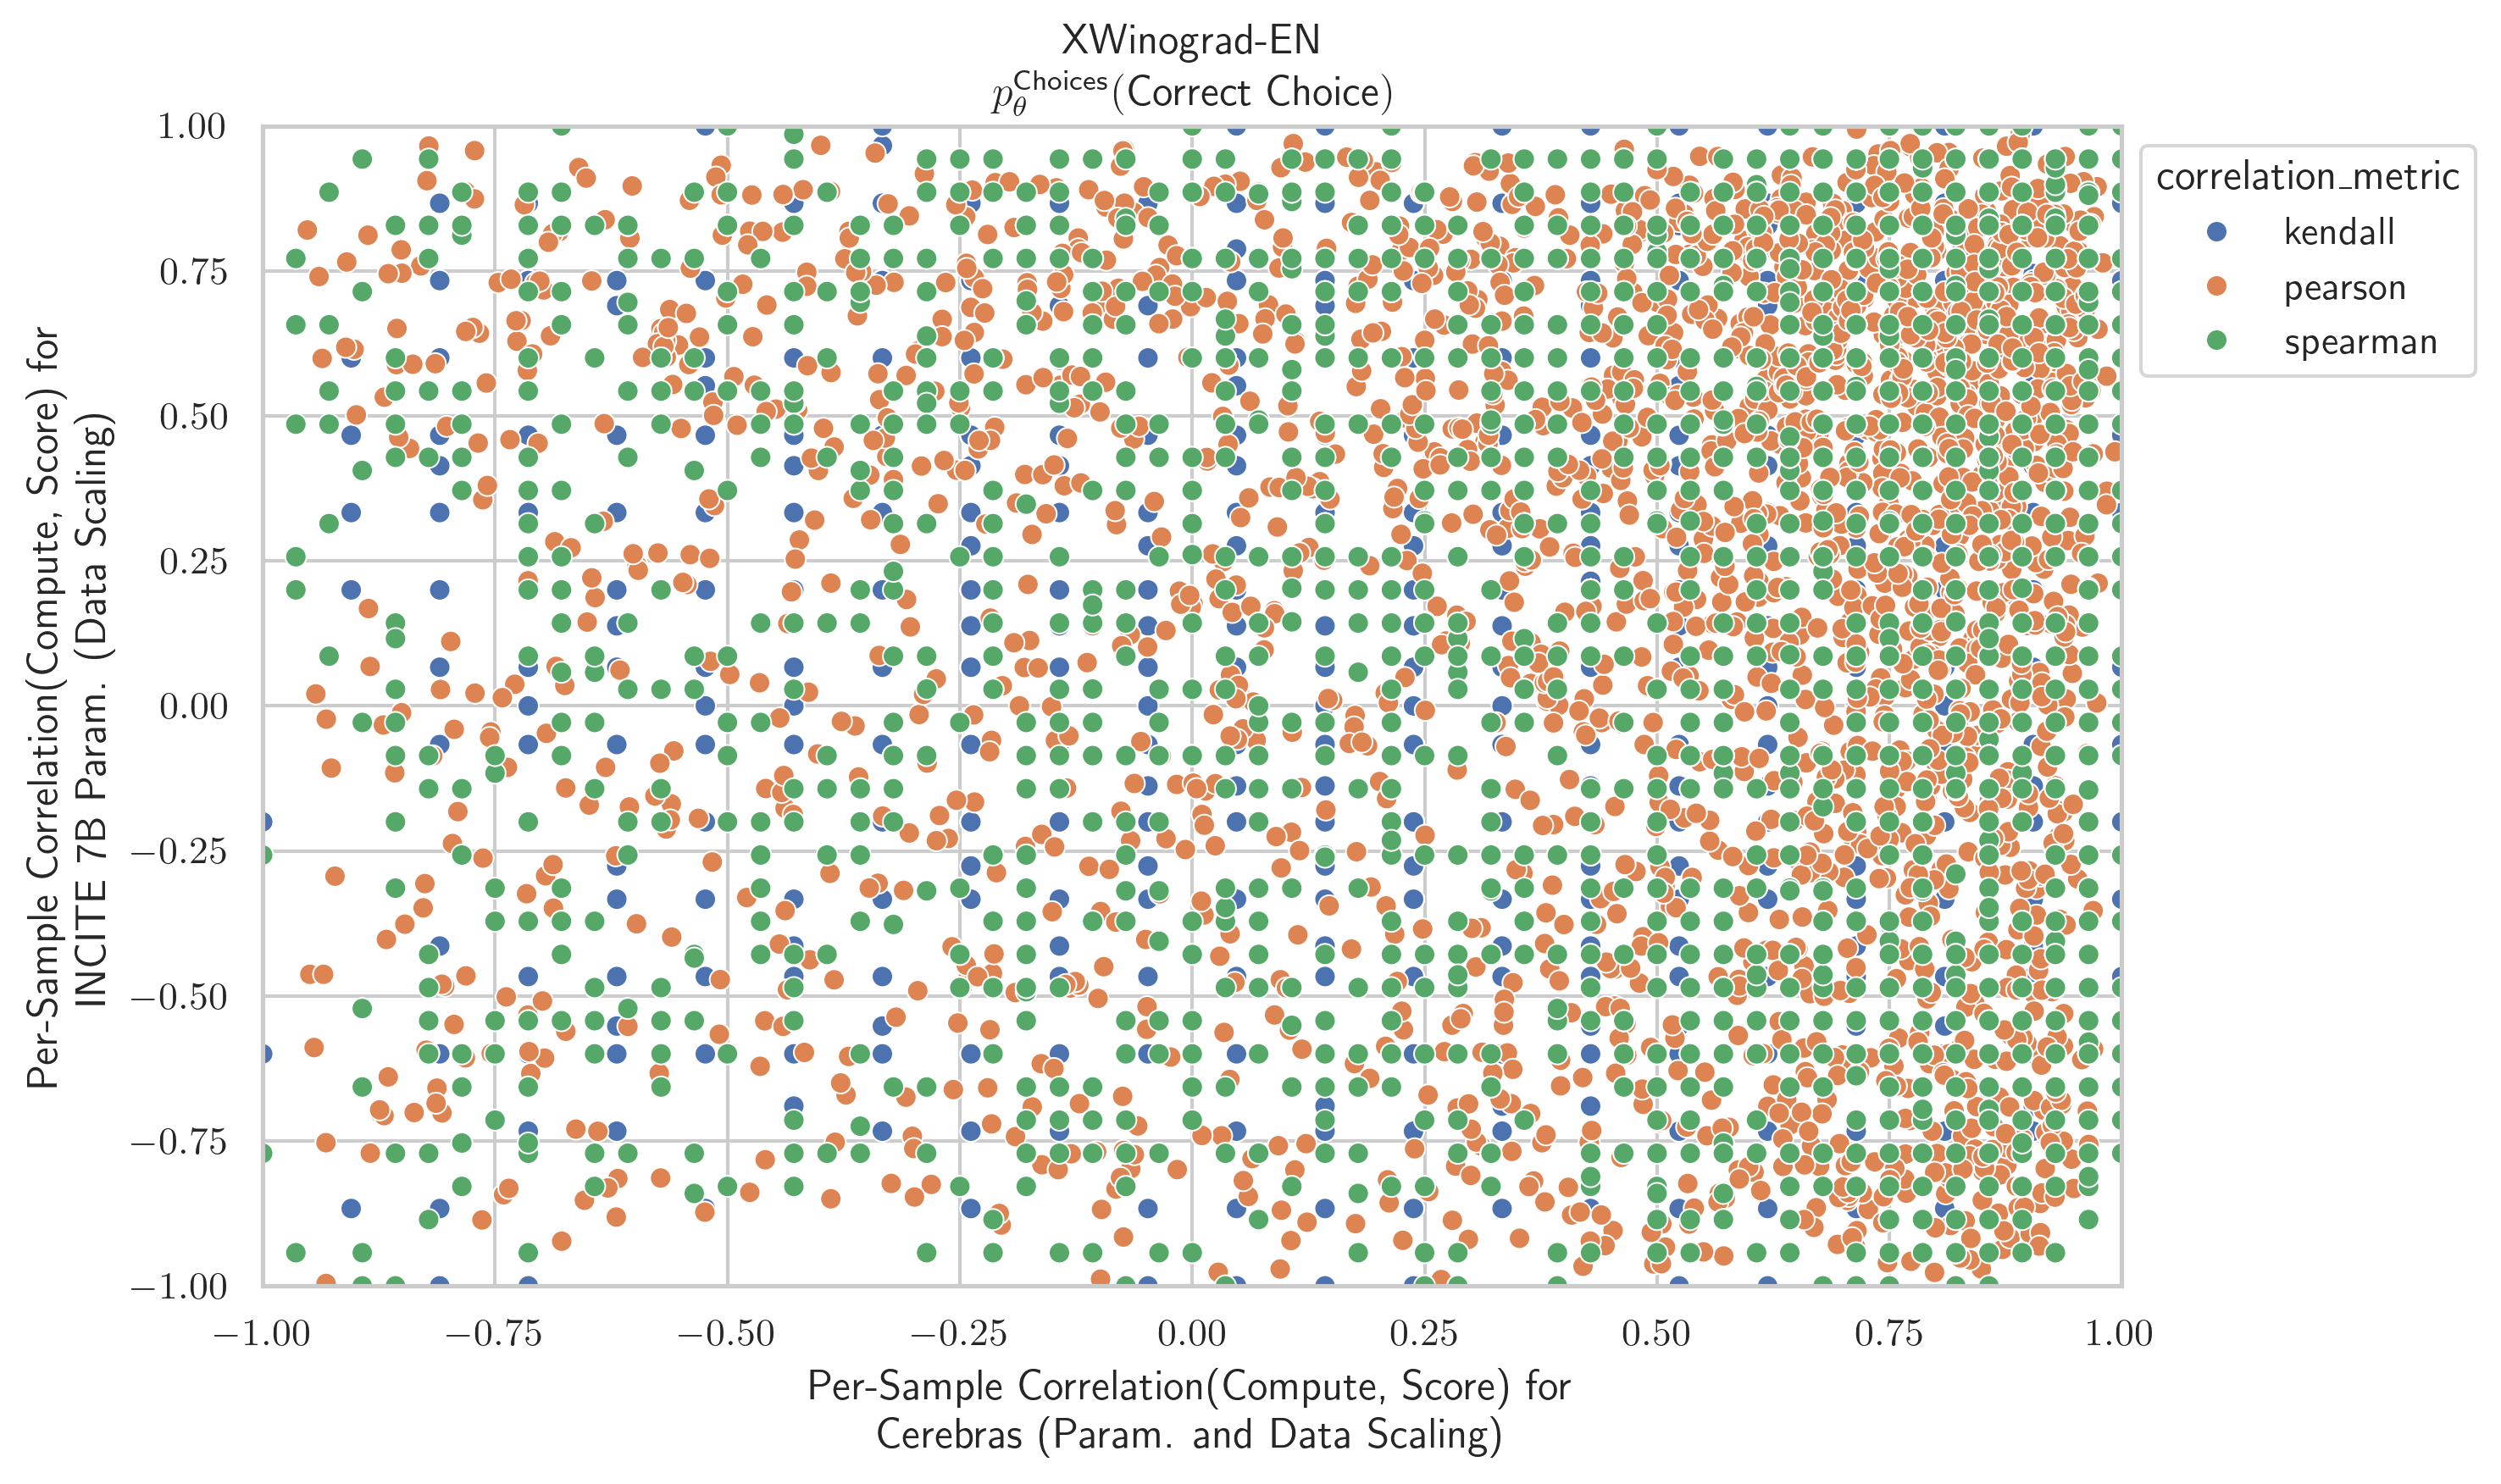 XWinograd-EN
p_θ^Choices(Correct Choice)
1.00
0.75
0.50
0.25
0.00
−0.25
−0.50
−0.75
−1.00
Per-Sample Correlation(Compute, Score) for
INCITE 7B Param. (Data Scaling)
−1.00 −0.75 −0.50 −0.25 0.00 0.25 0.50 0.75 1.00
Per-Sample Correlation(Compute, Score) for
Cerebras (Param. and Data Scaling)
correlation_metric
kendall
pearson
spearman